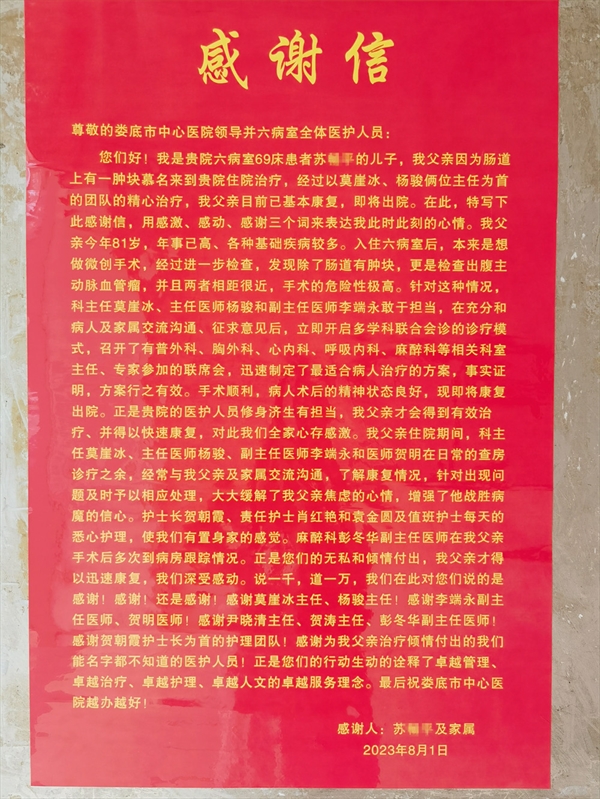 感谢信
尊敬的娄底市中心医院领导并六病室全体医护人员：
您们好！我是贵院六病室69床患者苏 的儿子，我父亲因为肠道
上有一肿块慕名来到贵院住院治疗，经过以莫崖冰、杨骏俩位主任为首
的团队的精心治疗，我父亲目前已基本康复，即将出院。在此，特写下
此感谢信，用感激、感动、感谢三个词来表达我此时此刻的心情。我父
亲今年81岁，年事已高、各种基础疾病较多。入住六病室后，本来是想
做微创手术，经过进一步检查，发现除了肠道有肿块，更是检查出腹主
动脉血管瘤，并且两者相距很近，手术的危险性极高。针对这种情况，
科主任莫崖冰、主任医师杨骏和副主任医师李端永敢于担当，在充分和
病人及家属交流沟通、征求意见后，立即开启多学科联合会诊的诊疗模
式，召开了有普外科、胸外科、心内科、呼吸内科、麻醉科等相关科室
主任、专家参加的联席会，迅速制定了最适合病人治疗的方案，事实证
明，方案行之有效。手术顺利，病人术后的精神状态良好，现即将康复
出院。正是贵院的医护人员修身济生有担当，我父亲才会得到有效治
疗、并得以快速康复，对此我们全家心存感激。我父亲住院期间，科主
任莫崖冰、主任医师杨骏、副主任医师李端永和医师贺明在日常的查房
诊疗之余，经常与我父亲及家属交流沟通，了解康复情况，针对出现问
题及时予以相应处理，大大缓解了我父亲焦虑的心情，增强了他战胜病
魔的信心。护士长贺朝霞、责任护士肖红艳和袁金圆及值班护士每天的
悉心护理，使我们有置身家的感觉。麻醉科彭冬华副主任医师在我父亲
手术后多次到病房跟踪情况。正是您们的无私和倾情付出，我父亲才得
以迅速康复，我们深受感动。说一千，道一万，我们在此对您们说的是
感谢！感谢！还是感谢！感谢莫崖冰主任、杨骏主任！感谢李端永副主
任医师、贺明医师！感谢尹晓清主任、贺涛主任、彭冬华副主任医师！
感谢贺朝霞护士长为首的护理团队！感谢为我父亲治疗倾情付出的我们
能名字都不知道的医护人员！正是您们的行动生动的诠释了卓越管理、
卓越治疗、卓越护理、卓越人文的卓越服务理念。最后祝娄底市中心医
院越办越好！
感谢人：苏 及家属
2023年8月1日